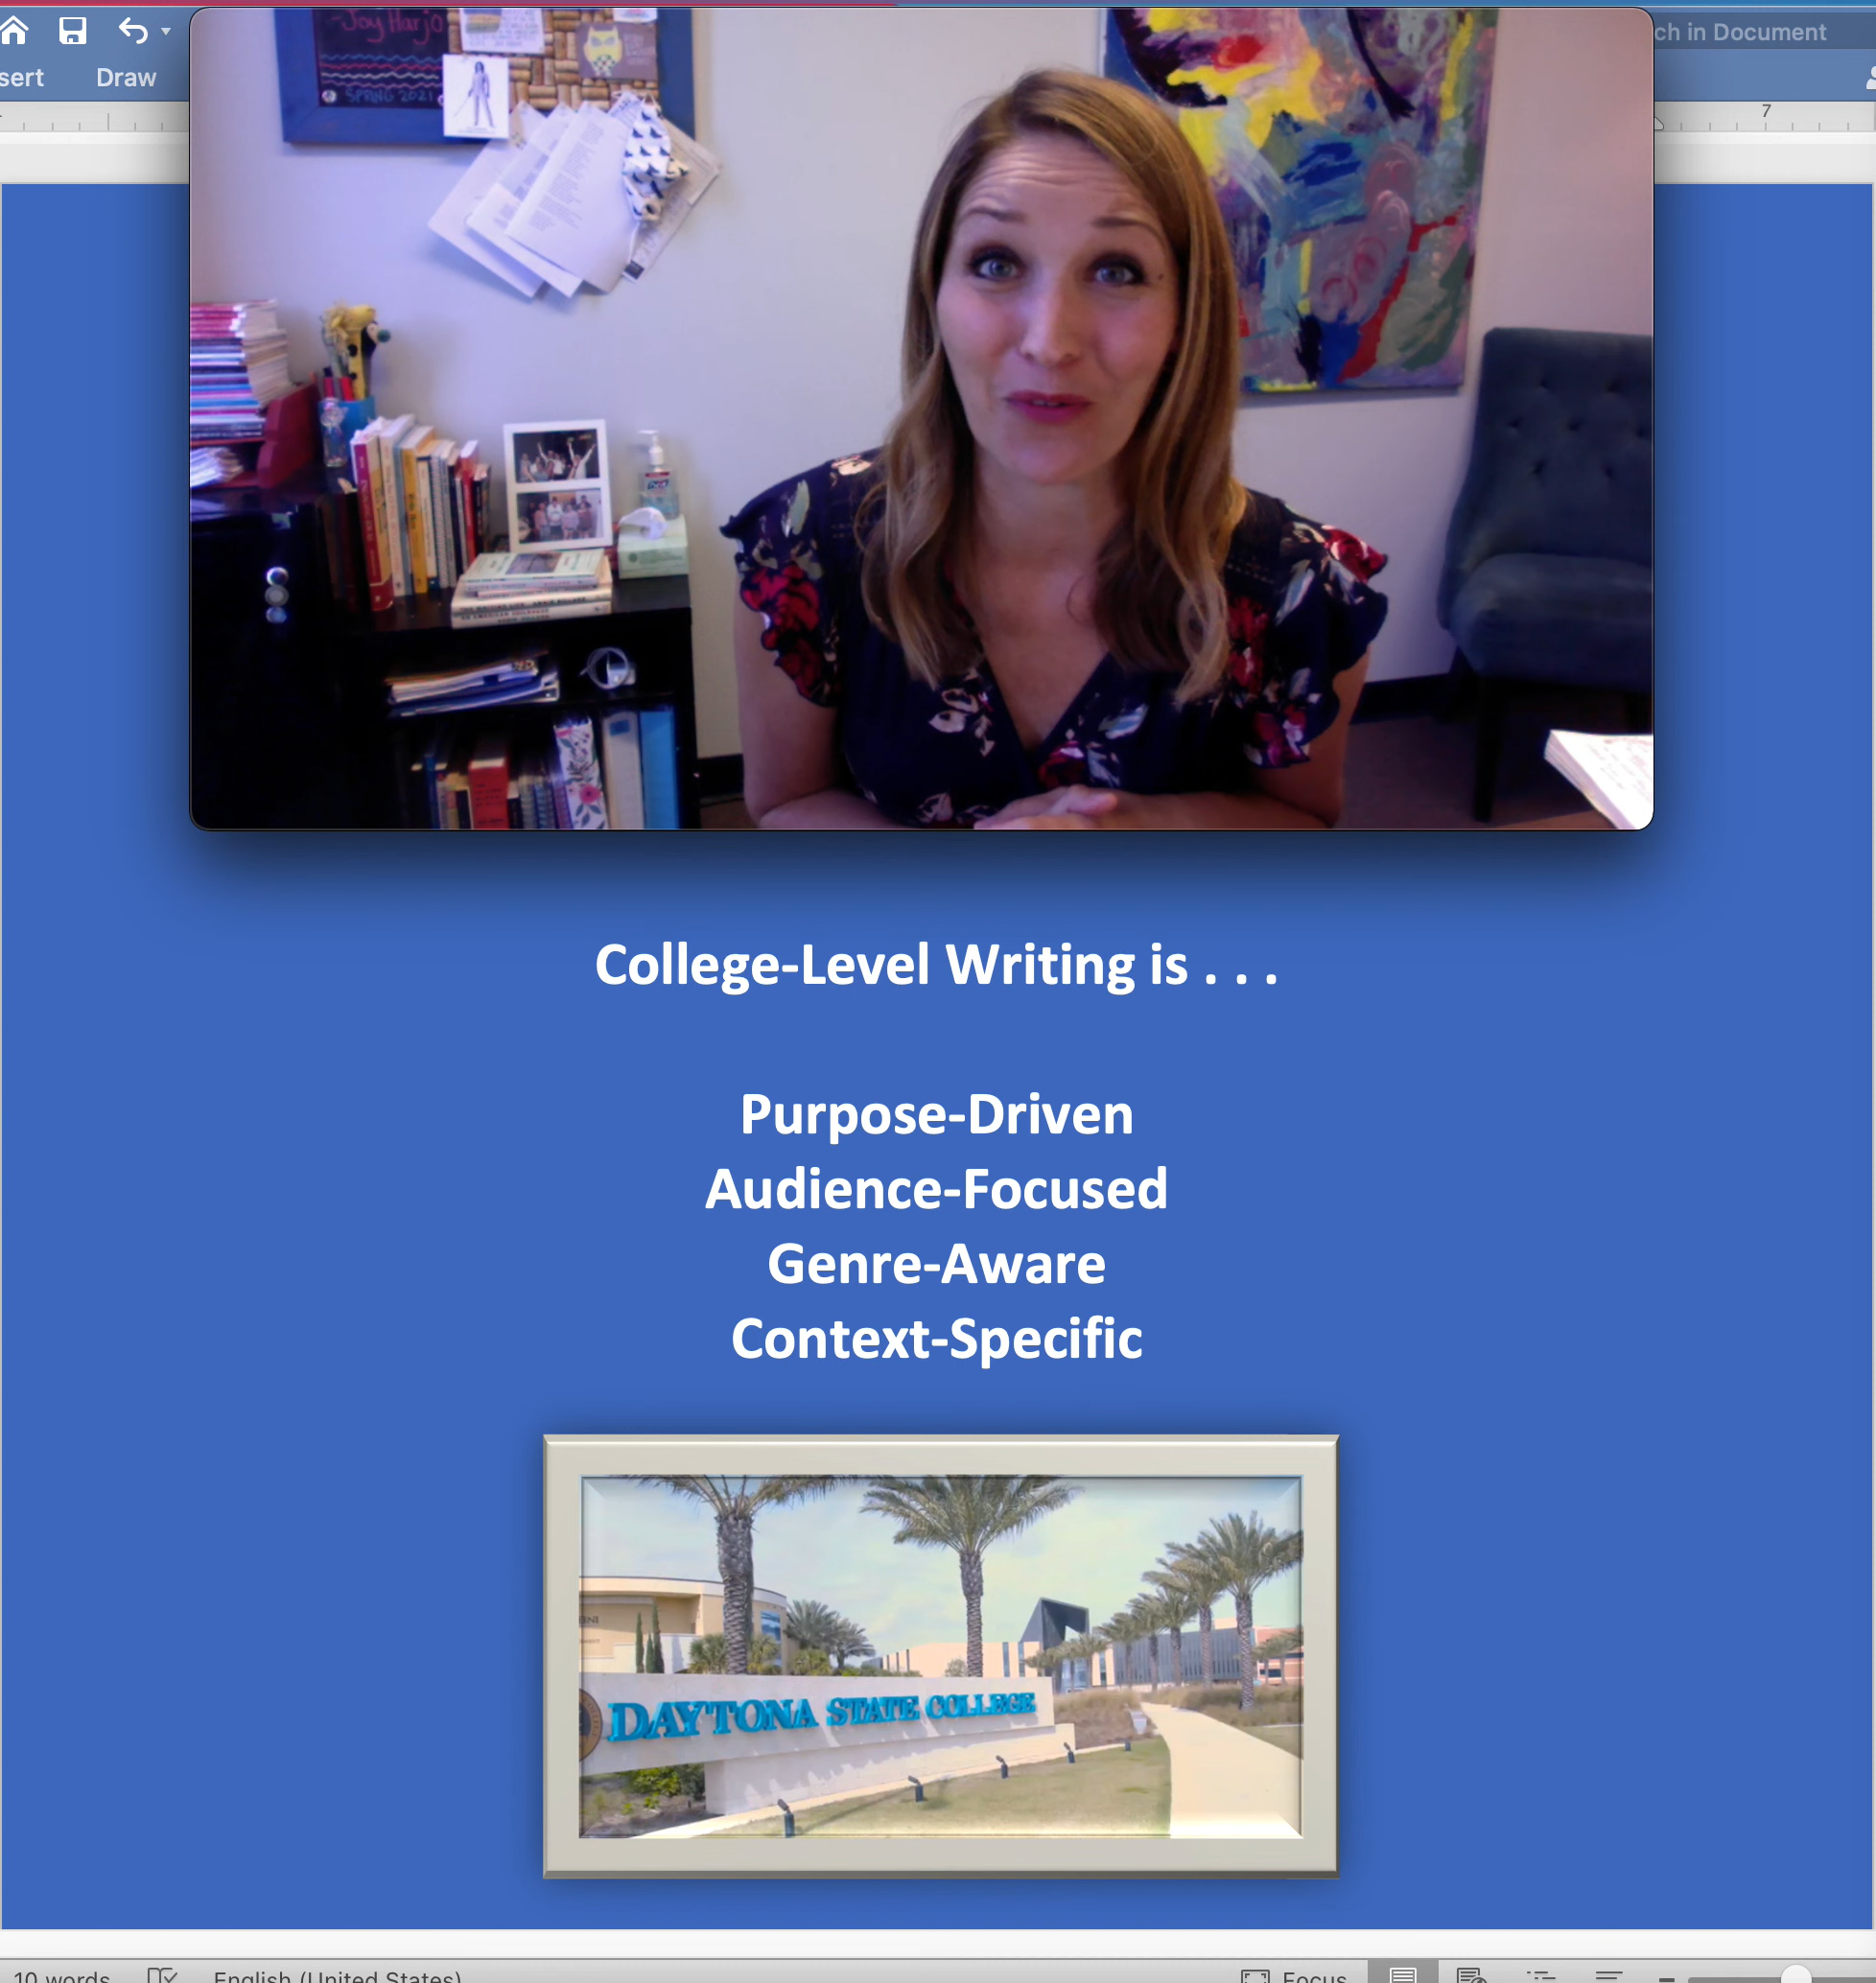 ch in Document
sert
Draw
7
-Joy Harjo
SPRING 2021
College-Level Writing is . . .
Purpose-Driven
Audience-Focused
Genre-Aware
Context-Specific
DAYTONA STATE COLLEGE
10 words
English (United States)
Focus